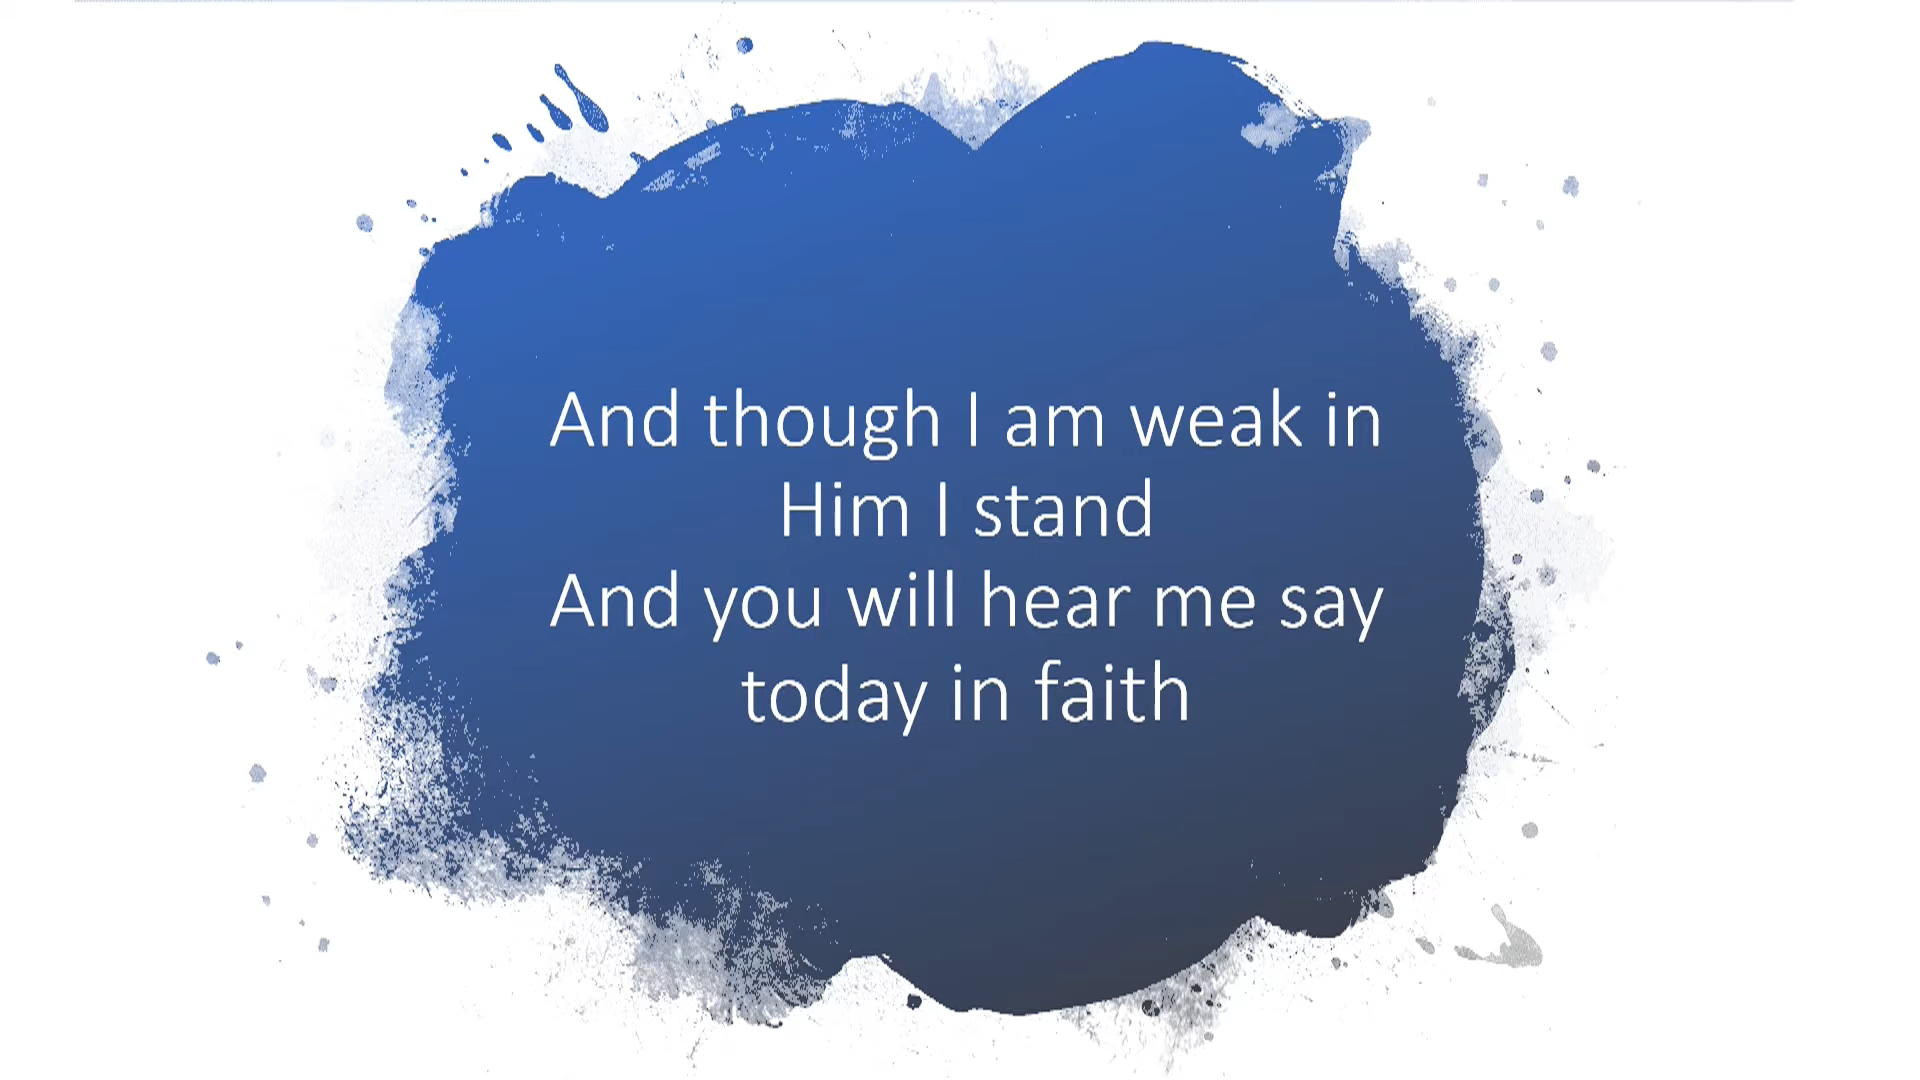 And though I am weak in
Him I stand
And you will hear me say
today in faith